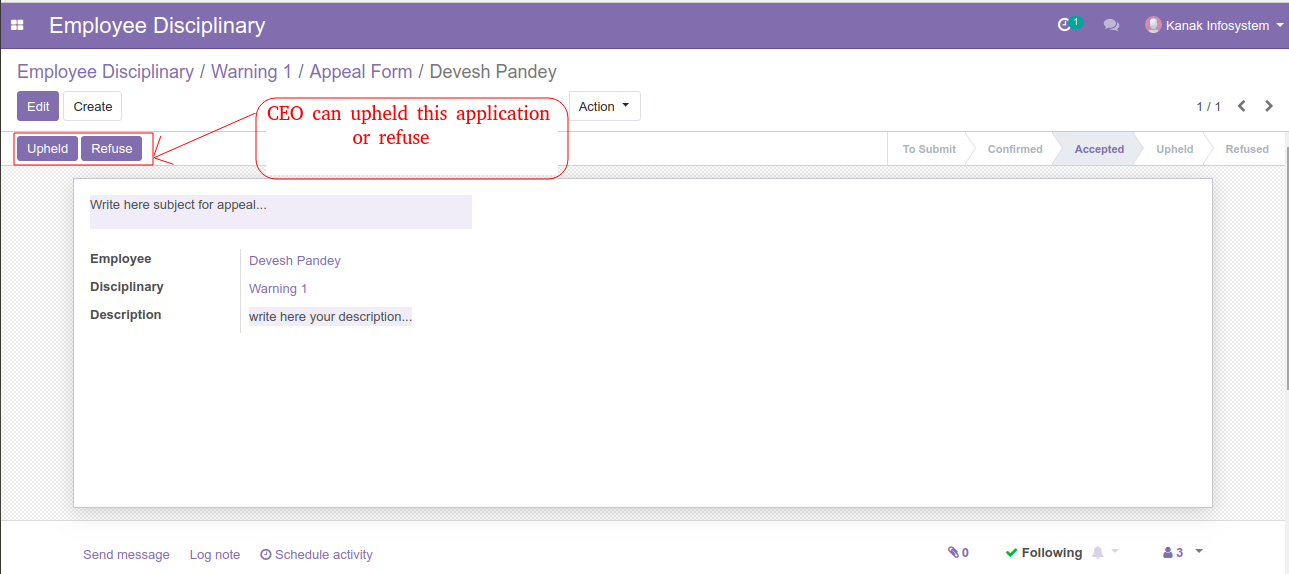 Employee Disciplinary
1
Kanak Infosystem
Employee Disciplinary / Warning 1 / Appeal Form / Devesh Pandey
Edit Create
Action
1 / 1
CEO can upheld this application
or refuse
Upheld Refuse
To Submit Confirmed Accepted Upheld Refused
Write here subject for appeal...
Employee Devesh Pandey
Disciplinary Warning 1
Description write here your description...
Send message Log note Schedule activity
0 Following 3